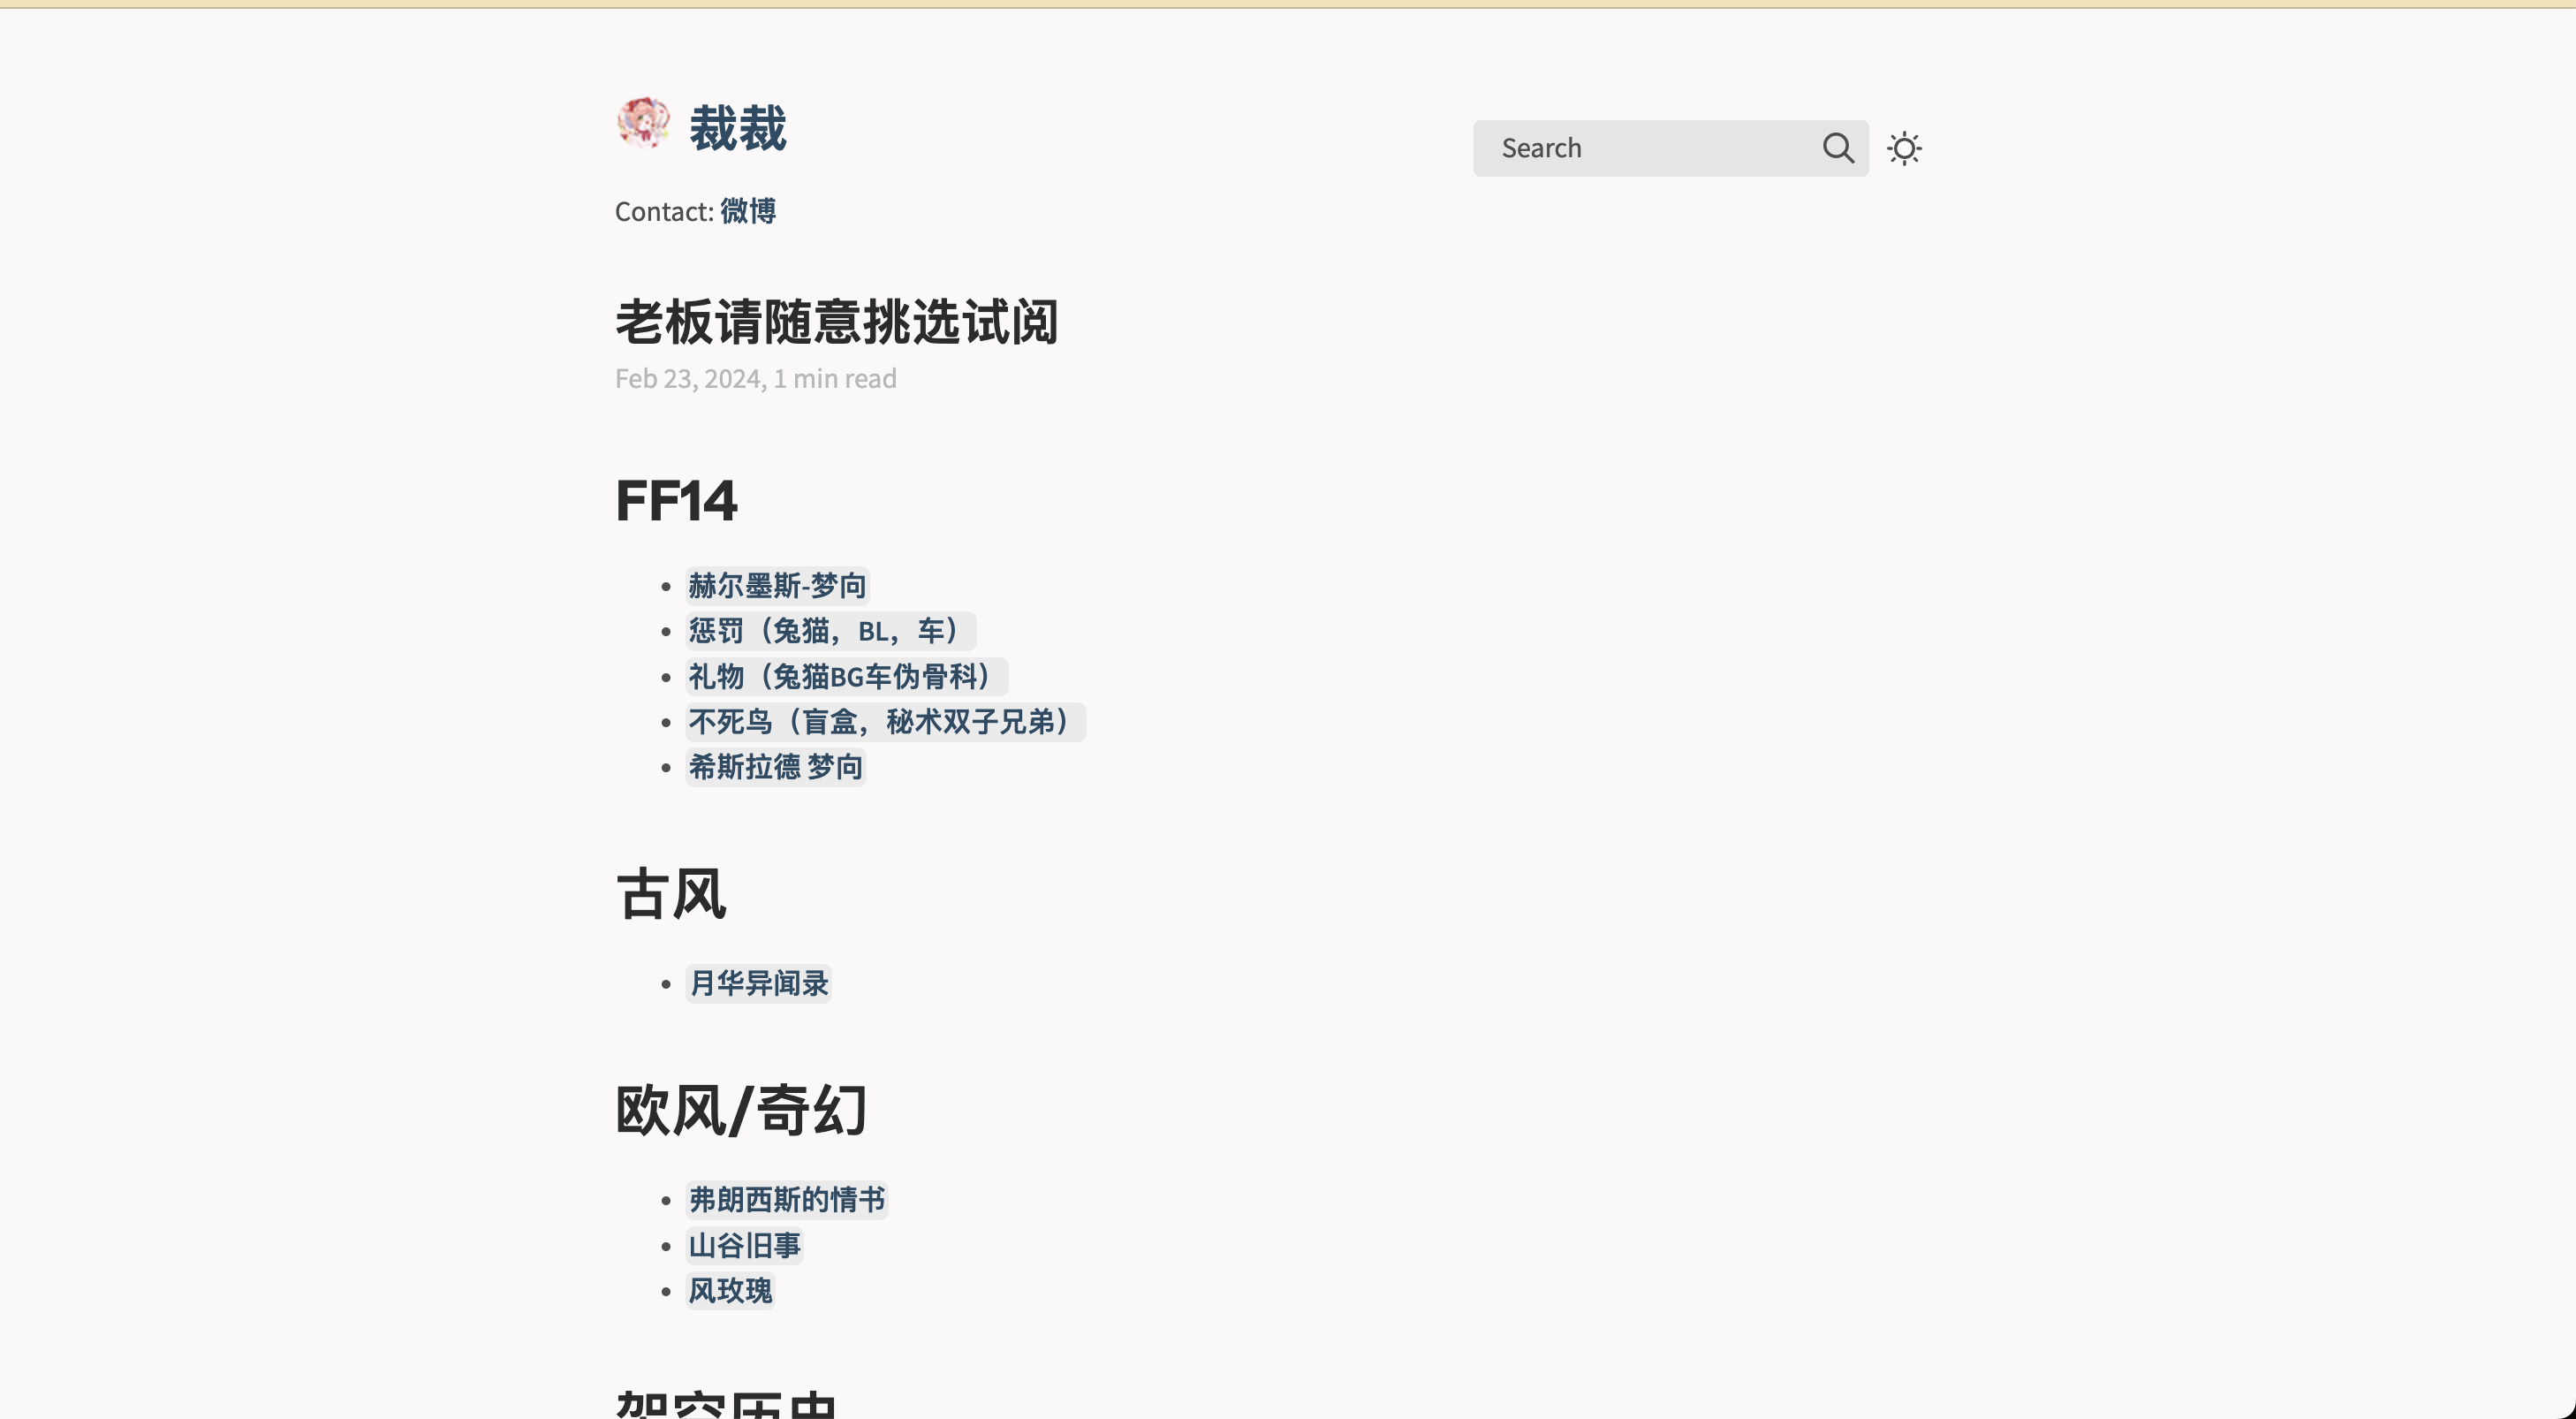 裁裁
Search
Contact: 微博
老板请随意挑选试阅
Feb 23, 2024, 1 min read
FF14
赫尔墨斯-梦向
惩罚（兔猫，BL，车）
礼物（兔猫BG车伪骨科）
不死鸟（盲盒，秘术双子兄弟）
希斯拉德 梦向
古风
月华异闻录
欧风/奇幻
弗朗西斯的情书
山谷旧事
风玫瑰
架空历史